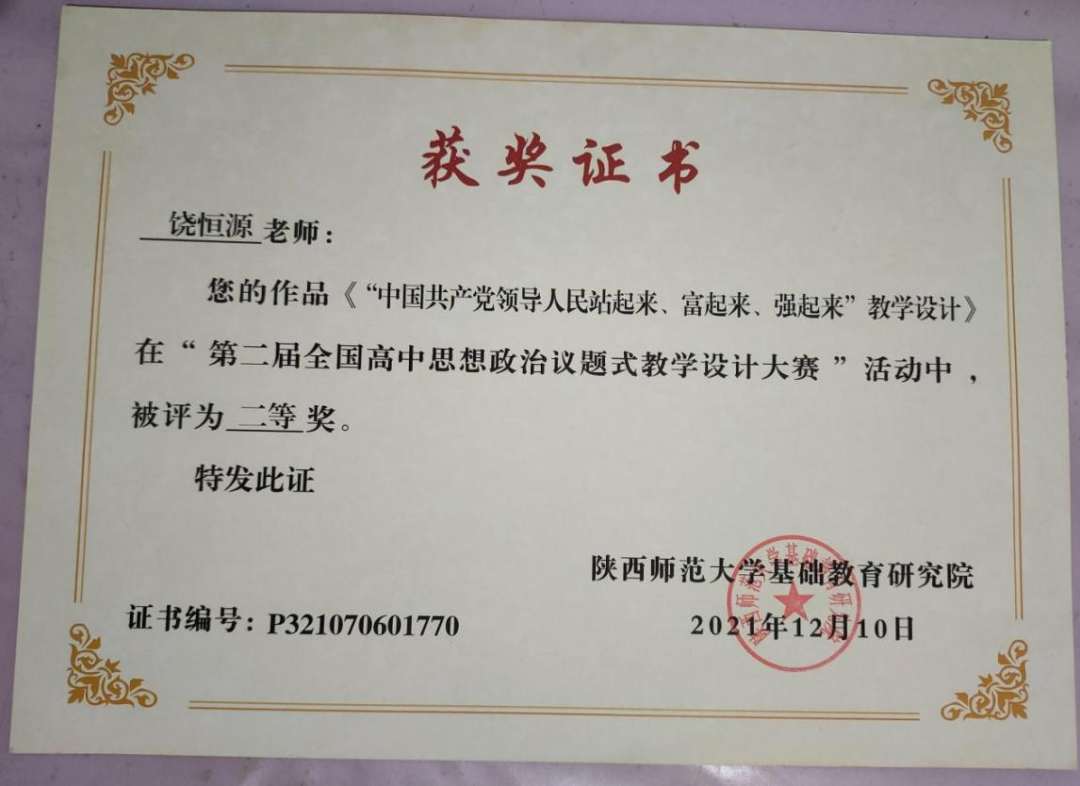 获奖证书
饶恒源老师：
您的作品《“中国共产党领导人民站起来、富起来、强起来”教学设计》
在“第二届全国高中思想政治议题式教学设计大赛”活动中，
被评为二等奖。
特发此证
陕西师范大学基础教育研究院
证书编号：P321070601770
2021年12月10日